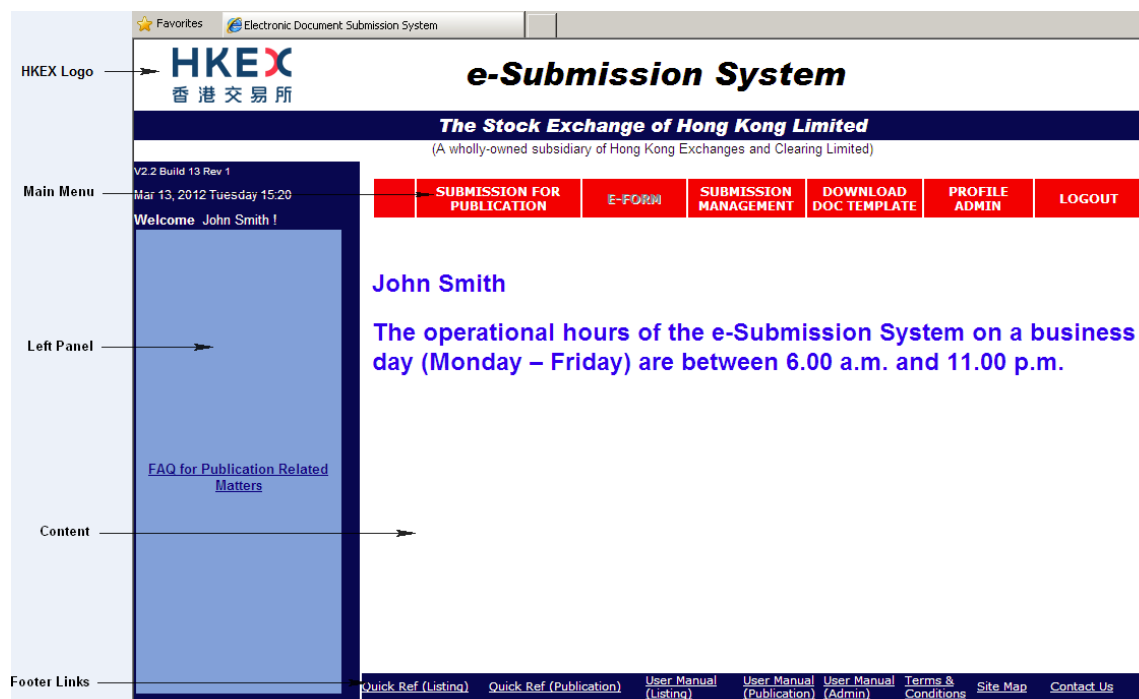 Favorites
Electronic Document Submission System
HKEX Logo
HKEX
香港交易所
e-Submission System
The Stock Exchange of Hong Kong Limited
(A wholly-owned subsidiary of Hong Kong Exchanges and Clearing Limited)
V2.2 Build 13 Rev 1
Main Menu
Mar 13, 2012 Tuesday 15:20
Welcome John Smith !
SUBMISSION FOR
PUBLICATION
E-FORM
SUBMISSION
MANAGEMENT
DOWNLOAD
DOC TEMPLATE
PROFILE
ADMIN
LOGOUT
John Smith
The operational hours of the e-Submission System on a business
day (Monday – Friday) are between 6.00 a.m. and 11.00 p.m.
Left Panel
FAQ for Publication Related
Matters
Content
Footer Links
Quick Ref (Listing)
Quick Ref (Publication)
User Manual
(Listing)
User Manual
(Publication)
User Manual
(Admin)
Terms &
Conditions
Site Map
Contact Us